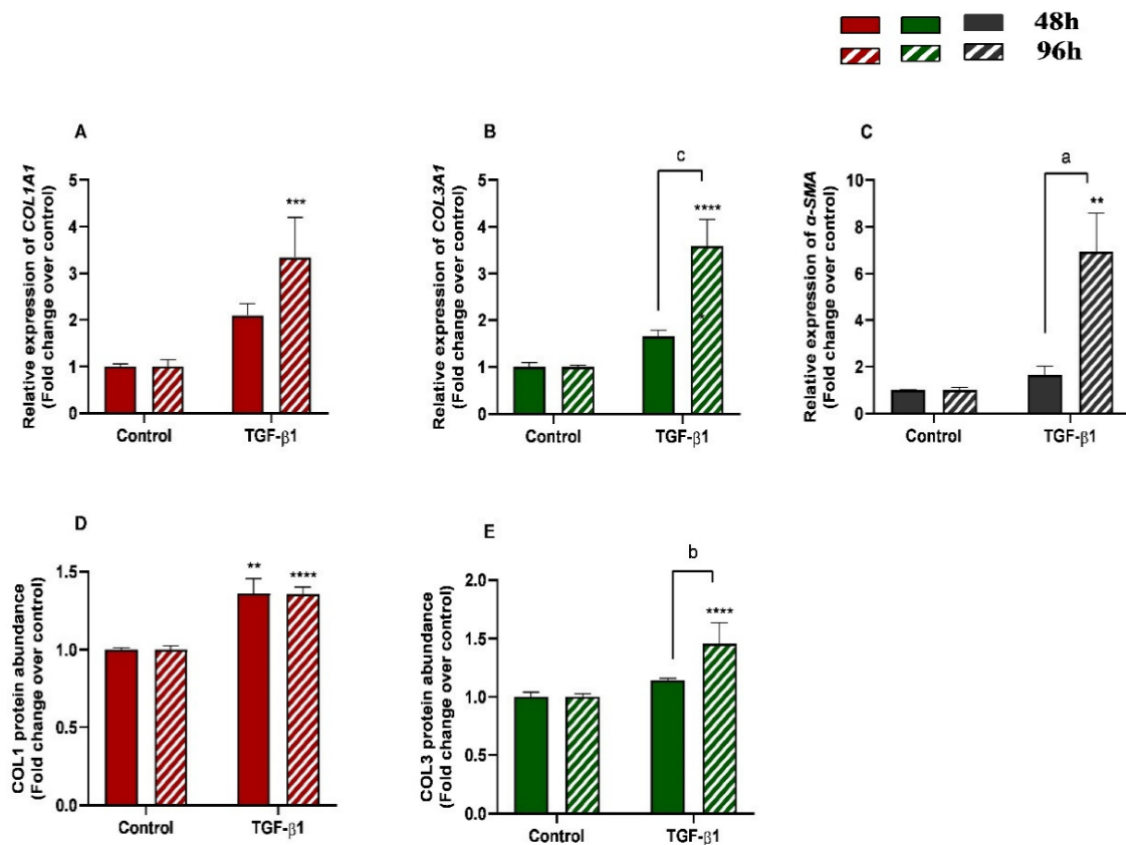 48h
96h
A
Relative expression of COL1A1
(Fold change over control)
5
4
3
2
1
0
***
Control
TGF-β1
B
Relative expression of COL3A1
(Fold change over control)
5
4
3
2
1
0
c
****
Control
TGF-β1
C
Relative expression of α-SMA
(Fold change over control)
10
8
6
4
2
0
a
**
Control
TGF-β1
D
COL1 protein abundance
(Fold change over control)
1.5
1.0
0.5
0.0
**
****
Control
TGF-β1
E
COL3 protein abundance
(Fold change over control)
2.0
1.5
1.0
0.5
0.0
b
****
Control
TGF-β1